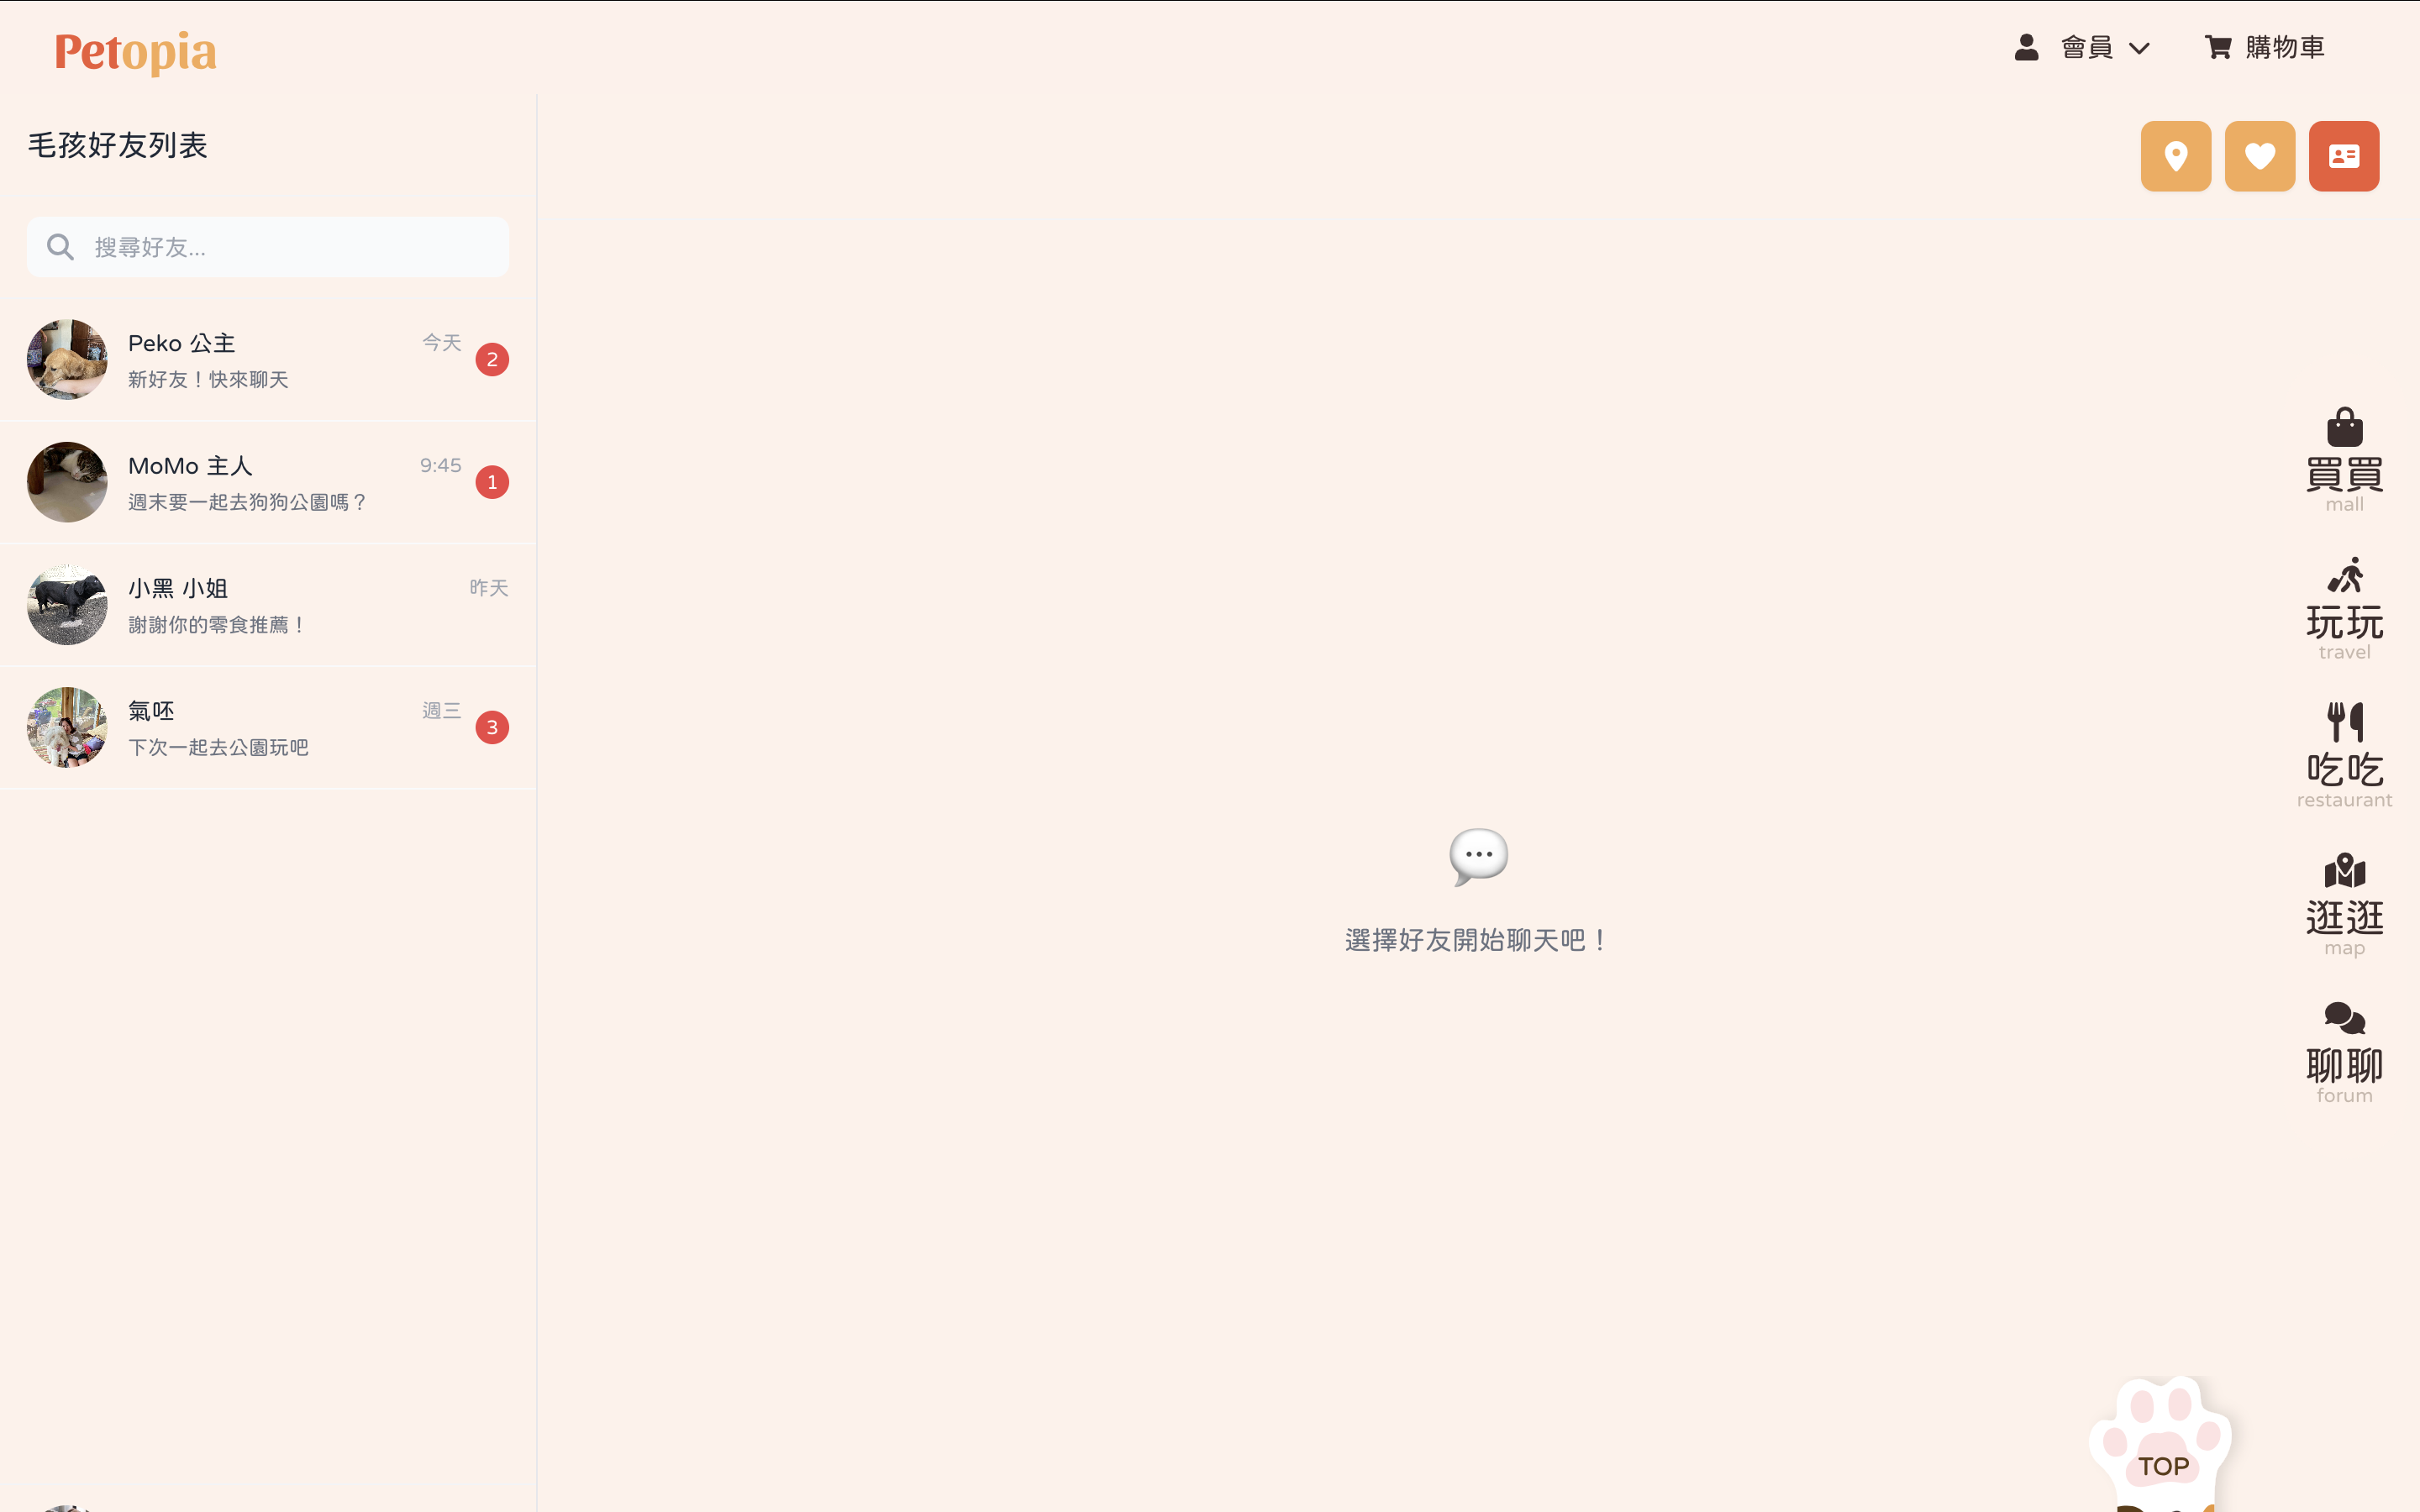 Petopia
會員
購物車
毛孩好友列表
搜尋好友...
Peko 公主
今天
2
新好友！快來聊天
MoMo 主人
9:45
1
週末要一起去狗狗公園嗎？
小黑 小姐
昨天
謝謝你的零食推薦！
氣呸
週三
3
下次一起去公園玩吧
選擇好友開始聊天吧！
買買
mall
玩玩
travel
吃吃
restaurant
逛逛
map
聊聊
forum
TOP